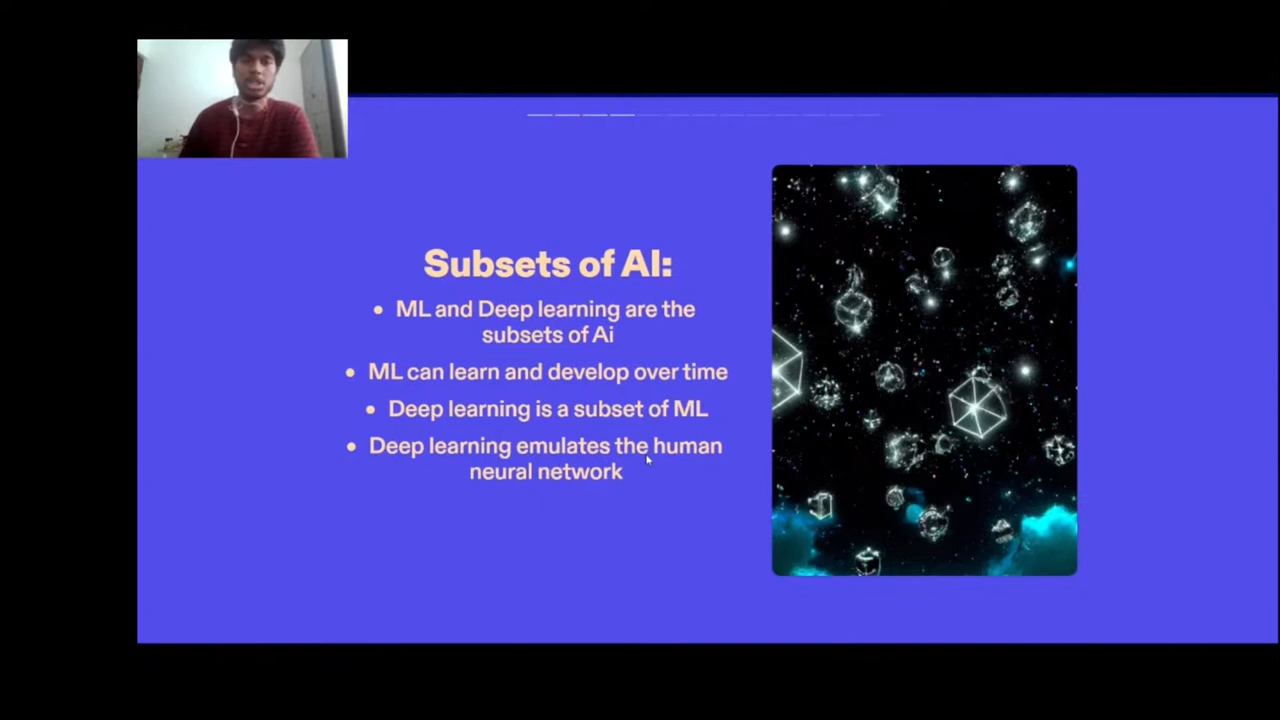 Subsets of AI:
• ML and Deep learning are the
subsets of Ai
• ML can learn and develop over time
• Deep learning is a subset of ML
• Deep learning emulates the human
neural network